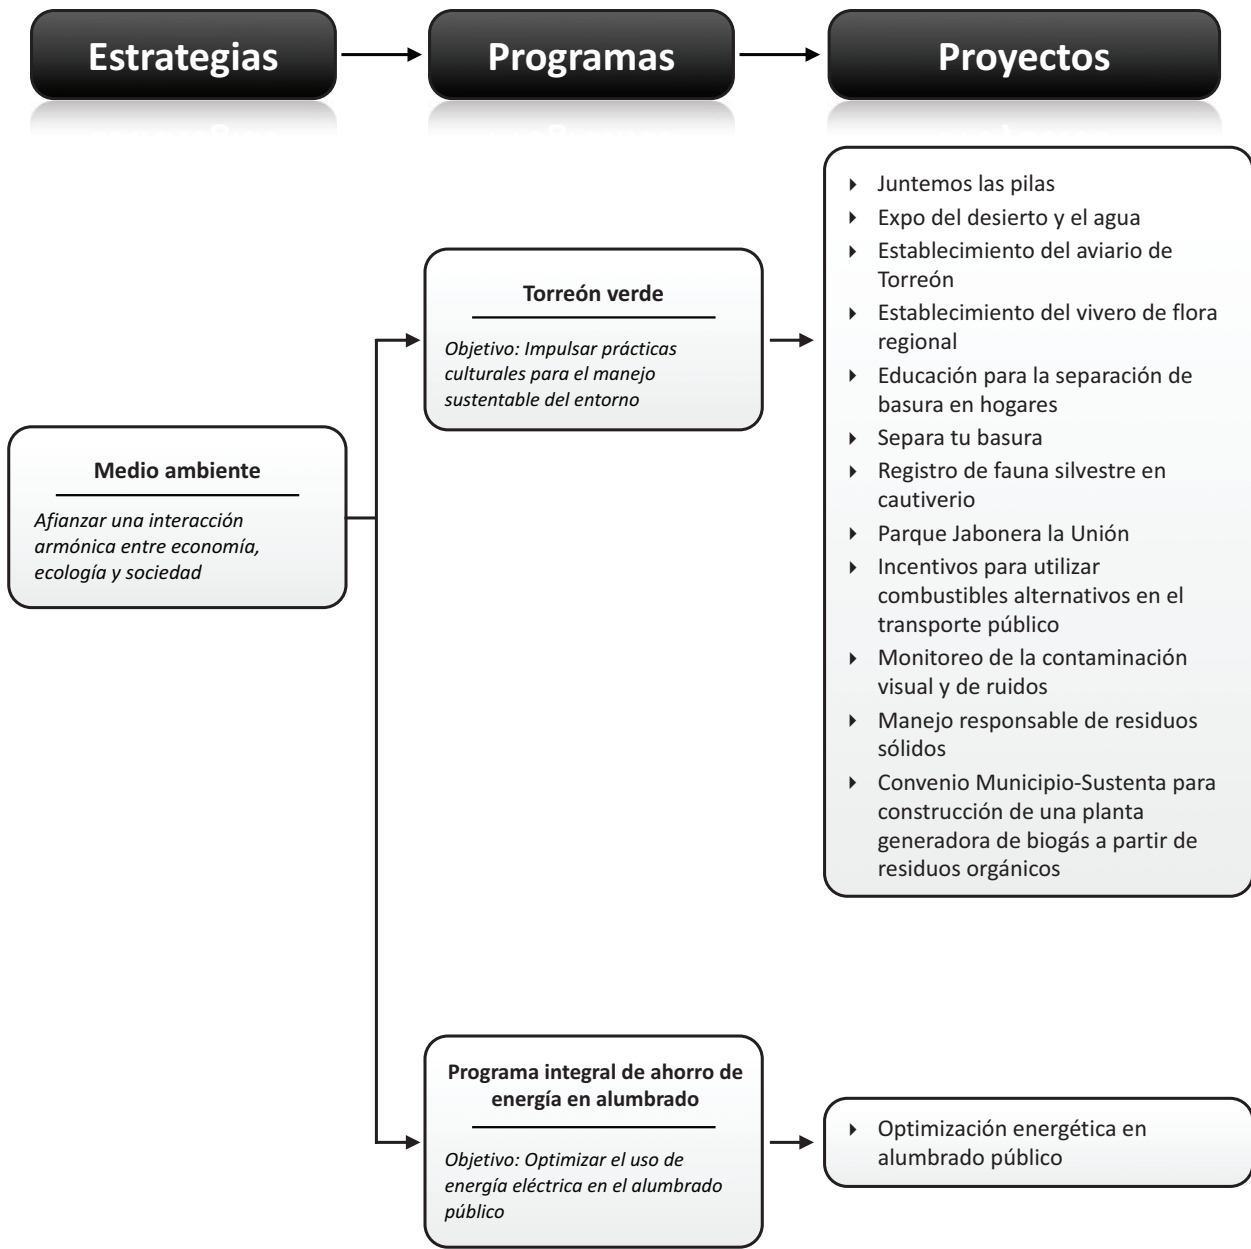 Estrategias
Programas
Proyectos
Medio ambiente
Afianzar una interacción
armónica entre economía,
ecología y sociedad
Torreón verde
Objetivo: Impulsar prácticas
culturales para el manejo
sustentable del entorno
Juntemos las pilas
Expo del desierto y el agua
Establecimiento del aviario de
Torreón
Establecimiento del vivero de flora
regional
Educación para la separación de
basura en hogares
Separa tu basura
Registro de fauna silvestre en
cautiverio
Parque Jabonera la Unión
Incentivos para utilizar
combustibles alternativos en el
transporte público
Monitoreo de la contaminación
visual y de ruidos
Manejo responsable de residuos
sólidos
Convenio Municipio-Sustenta para
construcción de una planta
generadora de biogás a partir de
residuos orgánicos
Programa integral de ahorro de
energía en alumbrado
Objetivo: Optimizar el uso de
energía eléctrica en el alumbrado
público
Optimización energética en
alumbrado público